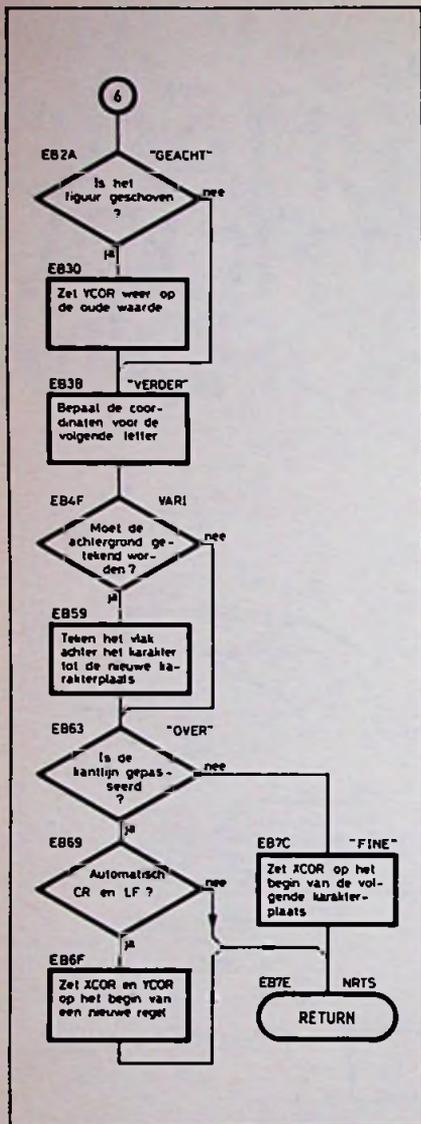 6
EB2A "GEACHT"
Is het
figuur geschoven
?
nee
ja
EB30
Zet YCOR weer op
de oude waarde
EB3B "VERDER"
Bepaal de coor-
dinaten voor de
volgende letter
EB4F VAR1
Moet de
achtergrond ge-
tekend wor-
den?
nee
ja
EB59
Teken het vlak
achter het karakter
tot de nieuwe ka-
rakterplaats
EB63 "OVER"
Is de
kantlijn gepas-
seerd
?
nee
ja
EB69
Automatisch
CR en LF ?
nee
ja
EB6F
Zet XCOR en YCOR
op het begin van
een nieuwe regel
EB7C "FINE"
Zet XCOR op het
begin van de vol-
gende karakter-
plaats
EB7E NRTS
RETURN